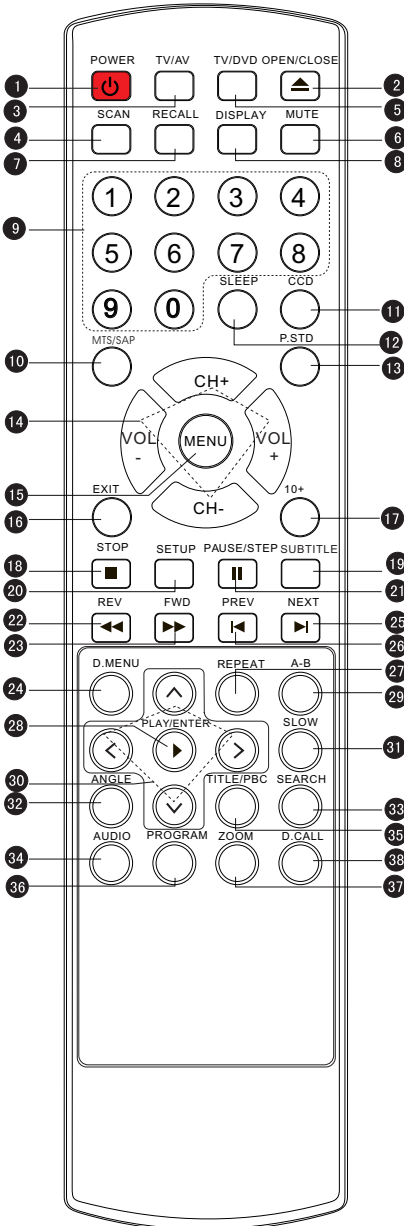 POWER TV/AV TV/DVD OPEN/CLOSE
1 2
3 5
SCAN RECALL DISPLAY MUTE
4 6
7 8
1 2 3 4
9
5 6 7 8
SLEEP CCD
9 0
11
12
MTS/SAP P.STD
10 13
CH+
14
VOL - MENU VOL +
15
EXIT CH- 10+
16 17
STOP SETUP PAUSE/STEP SUBTITLE
18 19
20 21
REV FWD PREV NEXT
22 25
23 26
D.MENU REPEAT A-B
24 27
29
28 PLAY/ENTER SLOW
31
30
ANGLE TITLE/PBC SEARCH
32 33
35
AUDIO PROGRAM ZOOM D.CALL
34 38
36 37